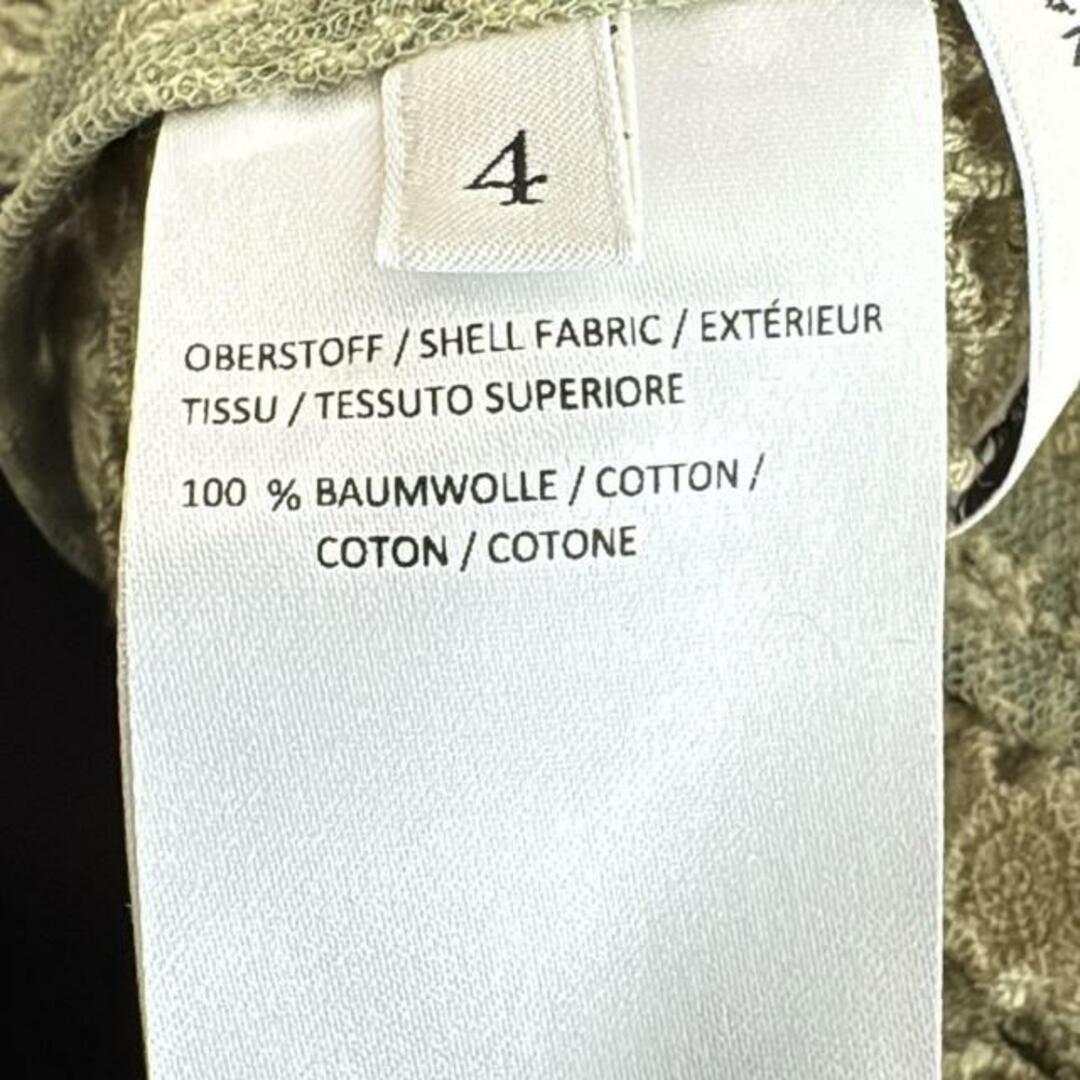 4
OBERSTOFF / SHELL FABRIC / EXTÉRIEUR
TISSU / TESSUTO SUPERIORE
100 % BAUMWOLLE / COTTON /
COTON / COTONE